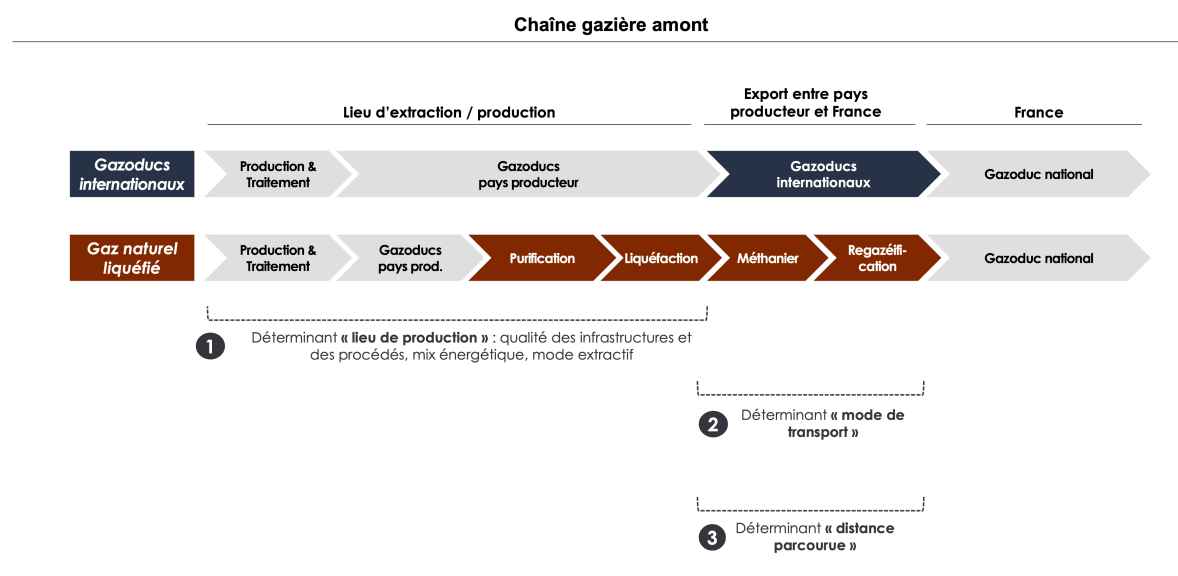 Chaîne gazière amont
Lieu d'extraction / production
Export entre pays
producteur et France
France
Gazoducs
internationaux
Production &
Traitement
Gazoducs
pays producteur
Gazoducs
internationaux
Gazoduc national
Gaz naturel
liquéfié
Production &
Traitement
Gazoducs
pays prod.
Purification
Liquéfaction
Méthanier
Regazéifi-
cation
Gazoduc national
1
Déterminant « lieu de production » : qualité des infrastructures et
des procédés, mix énergétique, mode extractif
2
Déterminant « mode de
transport »
3
Déterminant « distance
parcourue »